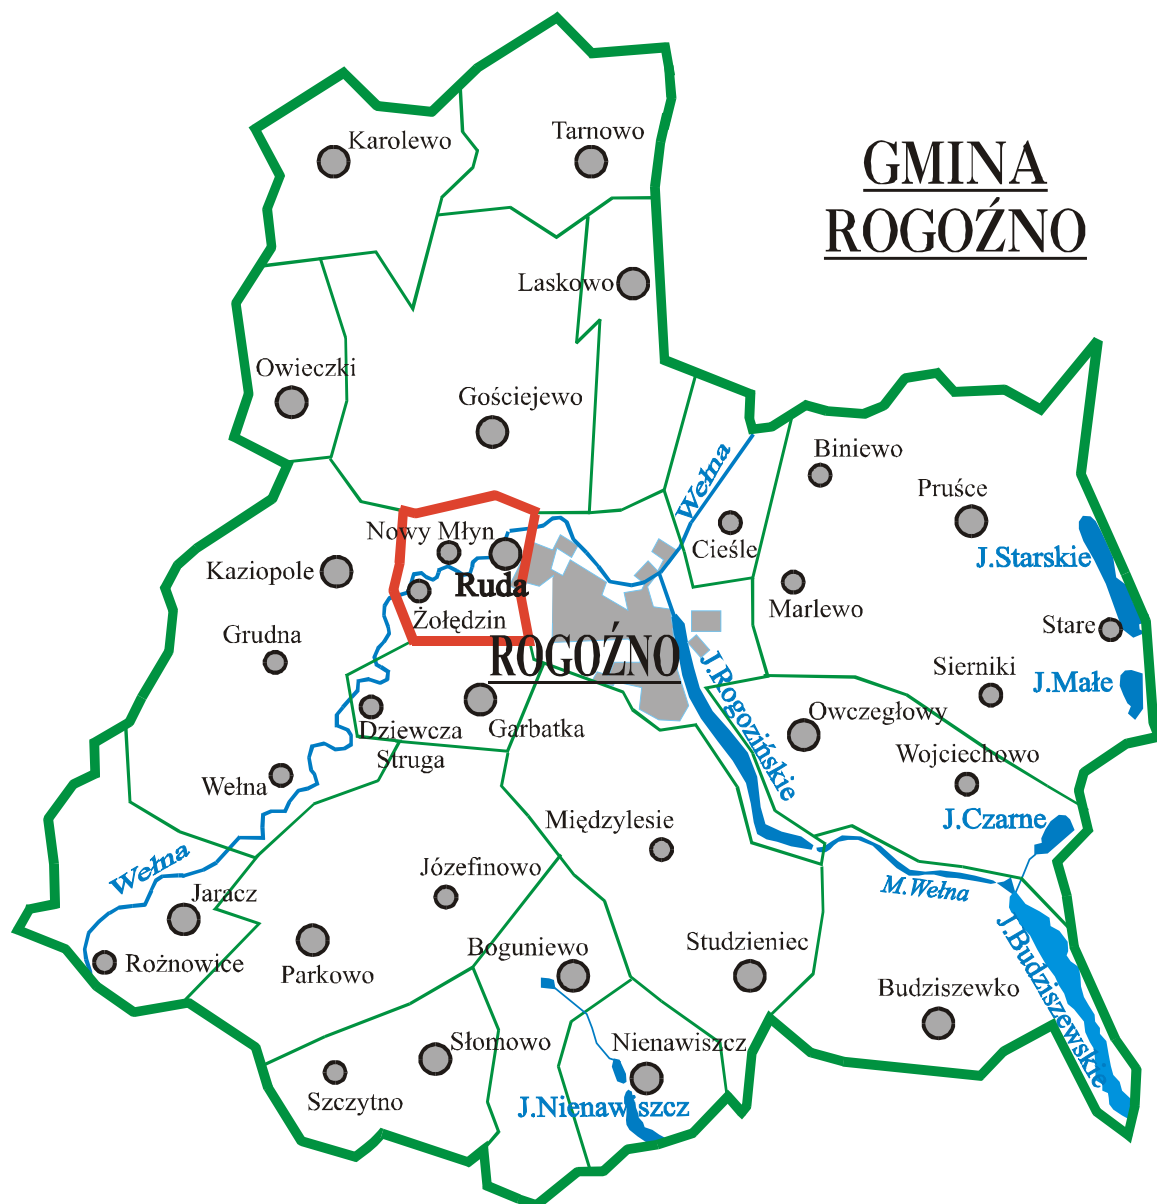 Karolewo
Tarnowo
GMINA
ROGOŹNO
Laskowo
Owieczki
Gościejewo
Wełna
Biniewo
Pruśce
Nowy Młyn
Cieśle
J.Starskie
Kaziopole
Ruda
Marlewo
Żołędzin
Stare
Grudna
ROGOŹNO
J.Rogozińskie
Sierniki
J.Małe
Dziewcza
Struga
Garbatka
Owczegłowy
Wojciechowo
Wełna
Międzylesie
J.Czarne
Wełna
Józefinowo
M.Wełna
Jaracz
Rożnowice
Parkowo
Boguniewo
Studzieniec
J.Budziszewskie
Budziszewko
Słomowo
Nienawiszcz
Szczytno
J.Nienawiszcz